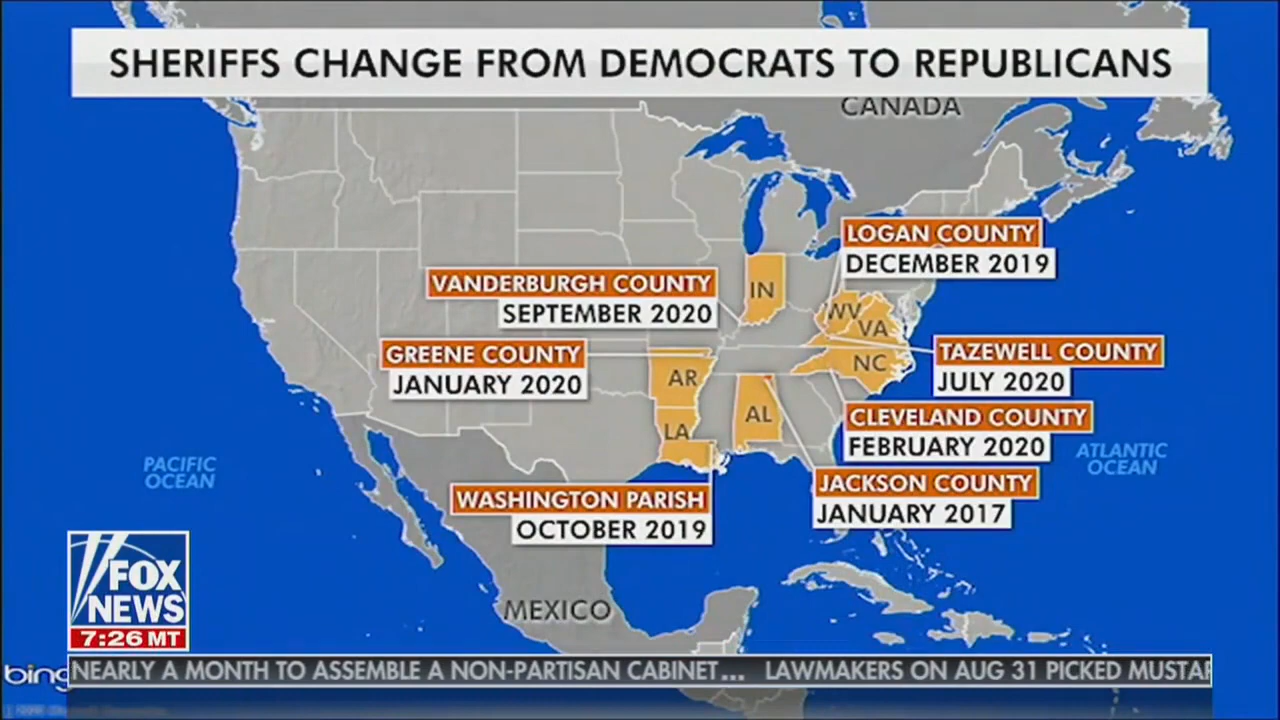 SHERIFFS CHANGE FROM DEMOCRATS TO REPUBLICANS
CANADA
LOGAN COUNTY
DECEMBER 2019
VANDERBURGH COUNTY
SEPTEMBER 2020
IN
WV
VA
GREENE COUNTY
JANUARY 2020
TAZEWELL COUNTY
JULY 2020
NC
AR
AL
LA
CLEVELAND COUNTY
FEBRUARY 2020
PACIFIC
OCEAN
ATLANTIC
OCEAN
WASHINGTON PARISH
OCTOBER 2019
JACKSON COUNTY
JANUARY 2017
MEXICO
FOX
NEWS
7:26 MT
bing
NEARLY A MONTH TO ASSEMBLE A NON-PARTISAN CABINET... LAWMAKERS ON AUG 31 PICKED MUSTAF